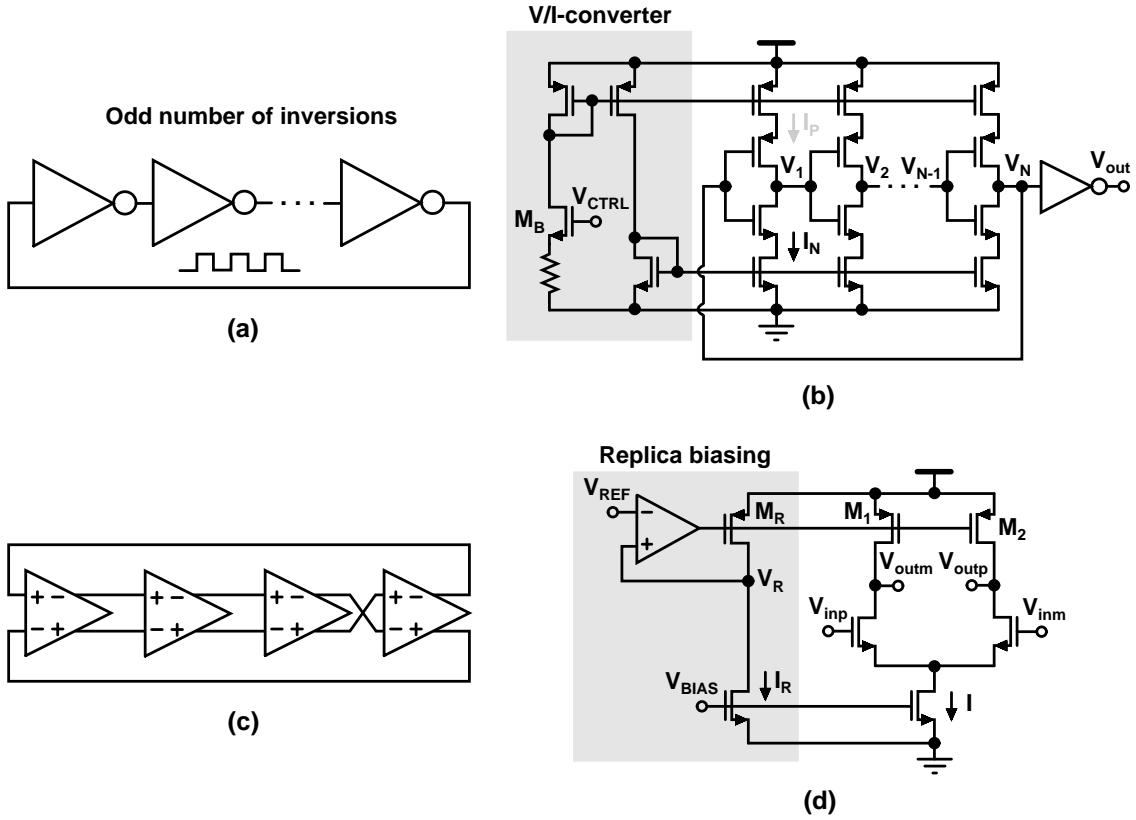 V/I-converter
Odd number of inversions
I_P
V_1
V_2
V_{N-1}
V_N
V_out
V_CTRL
M_B
I_N
(a)
(b)
Replica biasing
V_REF
−
+
M_R
M_1
M_2
V_R
V_outm
V_outp
V_inp
V_inm
V_BIAS
I_R
I
+ − + − + − + −
− + − + − + − +
(c)
(d)